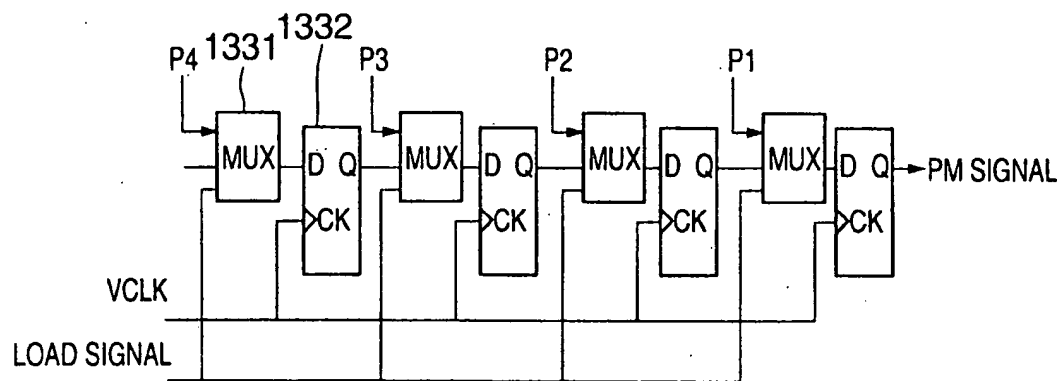 1331 1332
P4 P3 P2 P1
MUX D Q MUX D Q MUX D Q MUX D Q PM SIGNAL
CK CK CK CK
VCLK
LOAD SIGNAL